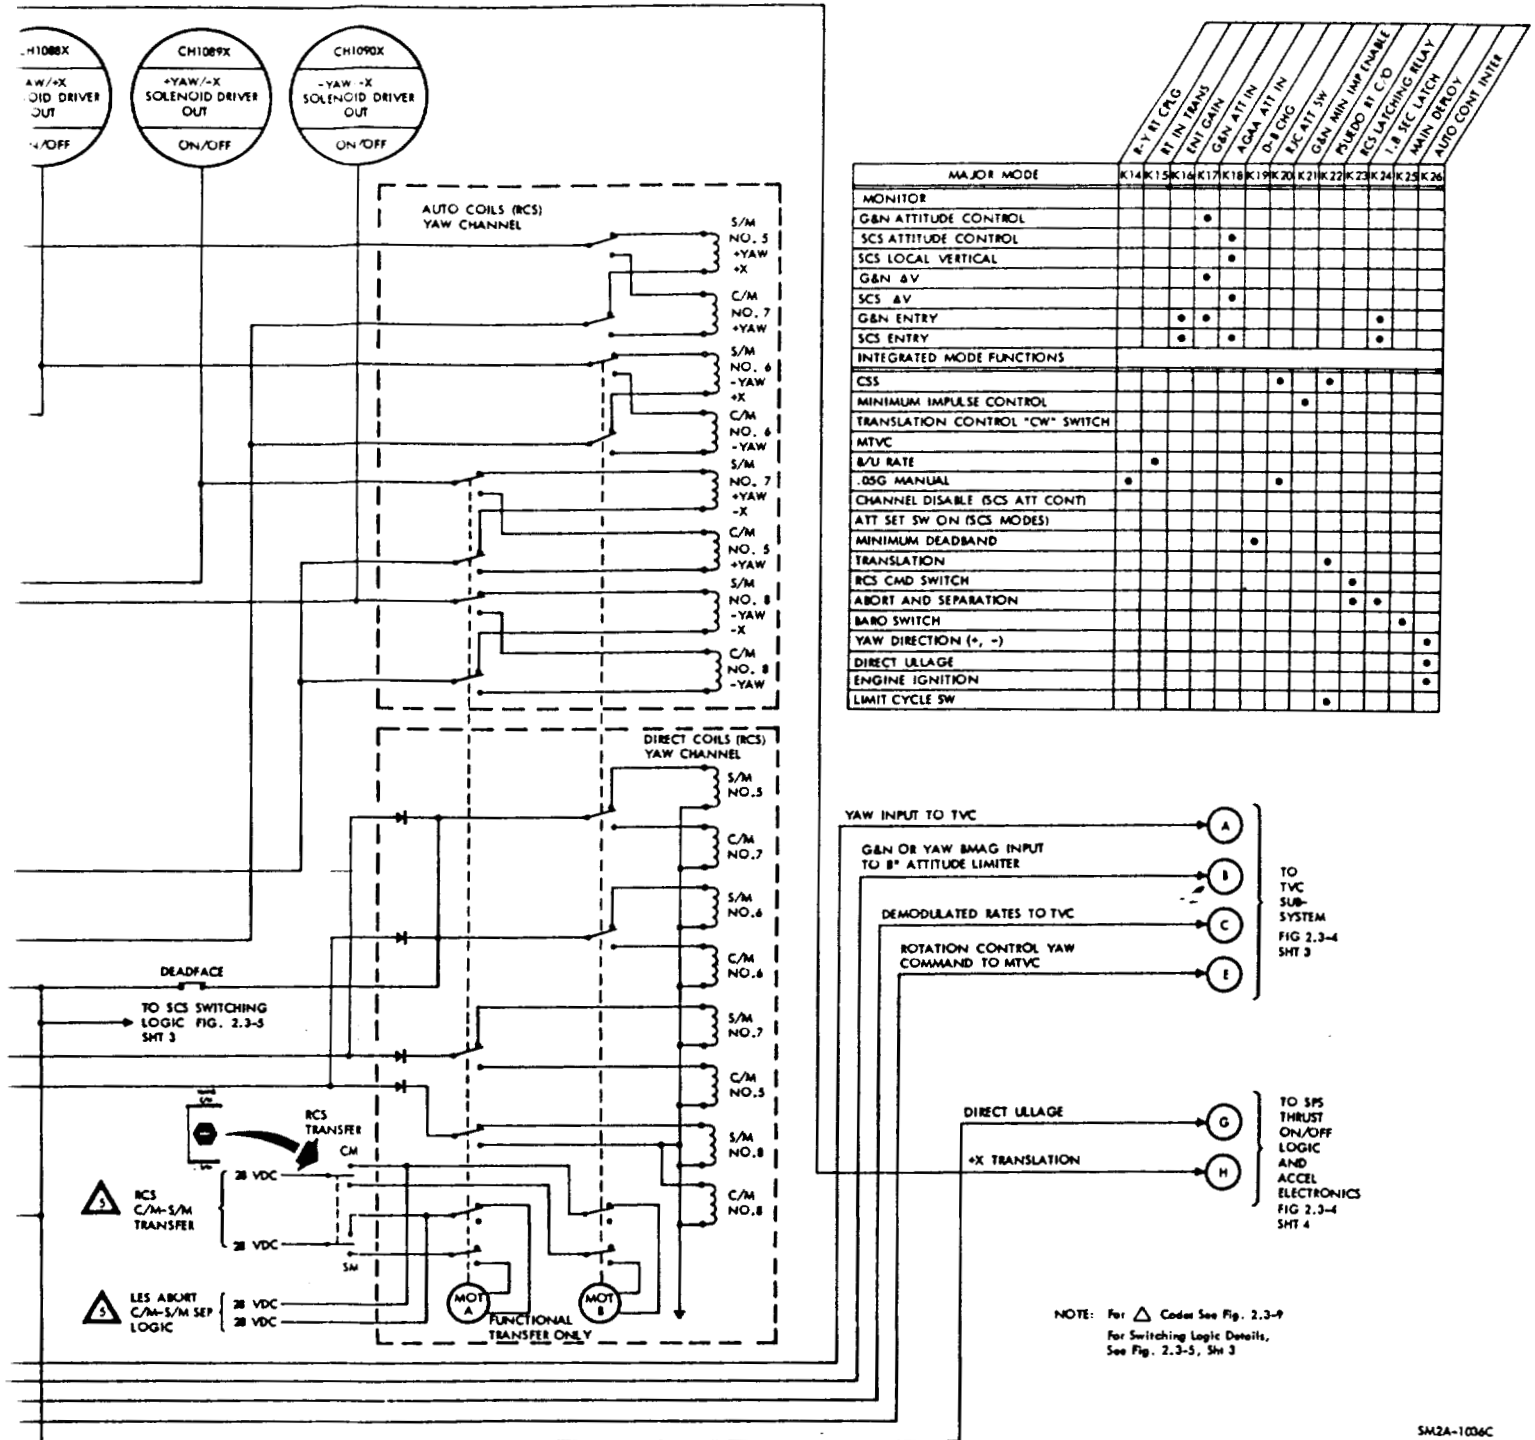 CH1088X
AW/+X
OID DRIVER
OUT
/OFF
CH1089X
+YAW/-X
SOLENOID DRIVER
OUT
ON/OFF
CH1090X
-YAW -X
SOLENOID DRIVER
OUT
ON/OFF
AUTO COILS (RCS)
YAW CHANNEL
S/M
NO. 5
+YAW
+X
C/M
NO. 7
+YAW
S/M
NO. 6
-YAW
+X
C/M
NO. 6
-YAW
S/M
NO. 7
+YAW
-X
C/M
NO. 5
+YAW
S/M
NO. 8
-YAW
-X
C/M
NO. 8
-YAW
DIRECT COILS (RCS)
YAW CHANNEL
S/M
NO.5
C/M
NO.7
S/M
NO.6
C/M
NO.6
S/M
NO.7
C/M
NO.5
S/M
NO.8
C/M
NO.8
DEADFACE
TO SCS SWITCHING
LOGIC FIG. 2.3-5
SHT 3
RCS
TRANSFER
CM
28 VDC
5
RCS
C/M-S/M
TRANSFER
28 VDC
SM
5
LES ABORT
C/M-S/M SEP
LOGIC
28 VDC
28 VDC
MOT
A
MOT
B
FUNCTIONAL
TRANSFER ONLY
R-Y RT CPLG
RT IN TRANS
ENT GAIN
G&N ATT IN
AGAA ATT IN
D-B CHG
RJC ATT SW
G&N MIN IMP ENABLE
PSUEDO RT C/O
RCS LATCHING RELAY
1.8 SEC LATCH
MAIN DEPLOY
AUTO CONT INTER
MAJOR MODE K14 K15 K16 K17 K18 K19 K20 K21 K22 K23 K24 K25 K26
MONITOR
G&N ATTITUDE CONTROL
SCS ATTITUDE CONTROL
SCS LOCAL VERTICAL
G&N ΔV
SCS ΔV
G&N ENTRY
SCS ENTRY
INTEGRATED MODE FUNCTIONS
CSS
MINIMUM IMPULSE CONTROL
TRANSLATION CONTROL "CW" SWITCH
MTVC
B/U RATE
.05G MANUAL
CHANNEL DISABLE (SCS ATT CONT)
ATT SET SW ON (SCS MODES)
MINIMUM DEADBAND
TRANSLATION
RCS CMD SWITCH
ABORT AND SEPARATION
BARO SWITCH
YAW DIRECTION (+, -)
DIRECT ULLAGE
ENGINE IGNITION
LIMIT CYCLE SW
YAW INPUT TO TVC
A
G&N OR YAW BMAG INPUT
TO 8° ATTITUDE LIMITER
B
DEMODULATED RATES TO TVC
C
ROTATION CONTROL YAW
COMMAND TO MTVC
E
TO
TVC
SUB-
SYSTEM
FIG 2.3-4
SHT 3
DIRECT ULLAGE
G
+X TRANSLATION
H
TO SPS
THRUST
ON/OFF
LOGIC
AND
ACCEL
ELECTRONICS
FIG 2.3-4
SHT 4
NOTE: For △ Codes See Fig. 2.3-9
For Switching Logic Details,
See Fig. 2.3-5, Sht 3
SM2A-1036C